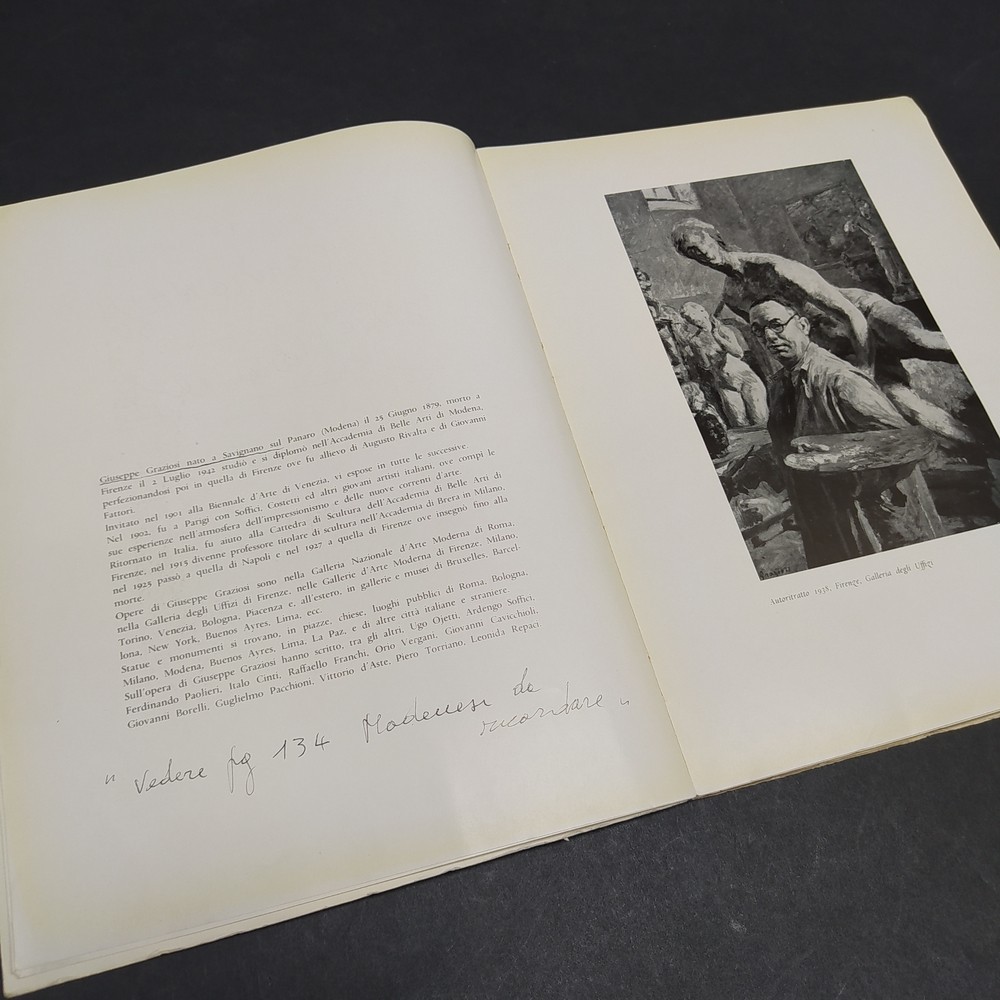 Giuseppe Graziosi nato a Savignano sul Panaro (Modena) il 25 Giugno 1879, morto a
Firenze il 2 Luglio 1942 studiò e si diplomò nell'Accademia di Belle Arti di Modena,
perfezionandosi poi in quella di Firenze ove fu allievo di Augusto Rivalta e di Giovanni
Fattori.
Invitato nel 1901 alla Biennale d'Arte di Venezia, vi espose in tutte le successive.
Nel 1902, fu a Parigi con Soffici, Costetti ed altri giovani artisti italiani, ove compì le
sue esperienze nell'atmosfera dell'impressionismo e delle nuove correnti d'arte.
Ritornato in Italia, fu aiuto alla Cattedra di Scultura dell'Accademia di Belle Arti di
Firenze, nel 1915 divenne professore titolare di scultura nell'Accademia di Brera in Milano,
nel 1925 passò a quella di Napoli e nel 1927 a quella di Firenze ove insegnò fino alla
morte.
Opere di Giuseppe Graziosi sono nella Galleria Nazionale d'Arte Moderna di Roma,
nella Galleria degli Uffizi di Firenze, nelle Gallerie d'Arte Moderna di Firenze, Milano,
Torino, Venezia, Bologna, Piacenza e, all'estero, in gallerie e musei di Bruxelles, Barcel-
lona, New York, Buenos Ayres, Lima, ecc.
Statue e monumenti si trovano, in piazze, chiese, luoghi pubblici di Roma, Bologna,
Milano, Modena, Buenos Ayres, Lima, La Paz, e di altre città italiane e straniere
Sull'opera di Giuseppe Graziosi hanno scritto, tra gli altri, Ugo Ojetti, Ardengo Soffici,
Ferdinando Paolieri, Italo Cinti, Raffaello Franchi, Orio Vergani, Giovanni Cavicchioli,
Giovanni Borelli, Guglielmo Pacchioni, Vittorio d'Aste, Piero Torriano, Leonida Repaci.
" Vedere pg 134 Modenesi da
ricordare "
Autoritratto 1938, Firenze, Galleria degli Uffizi